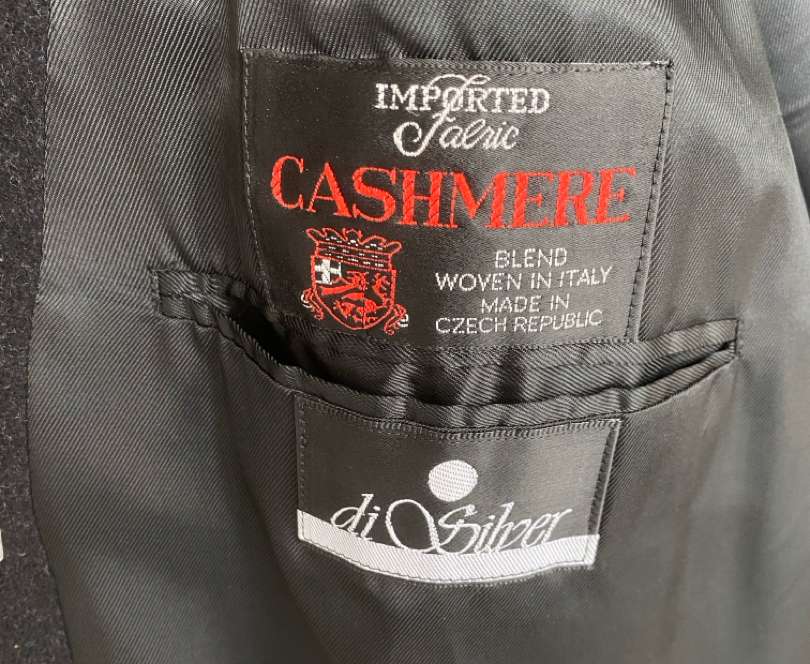 IMPORTED
Fabric
CASHMERE
BLEND
WOVEN IN ITALY
MADE IN
CZECH REPUBLIC
di Silver